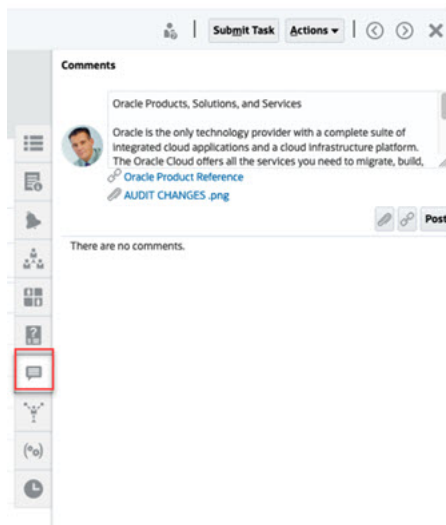 Submit Task Actions
Comments
Oracle Products, Solutions, and Services
Oracle is the only technology provider with a complete suite of
integrated cloud applications and a cloud infrastructure platform.
The Oracle Cloud offers all the services you need to migrate, build,
Oracle Product Reference
AUDIT CHANGES .png
Post
There are no comments.